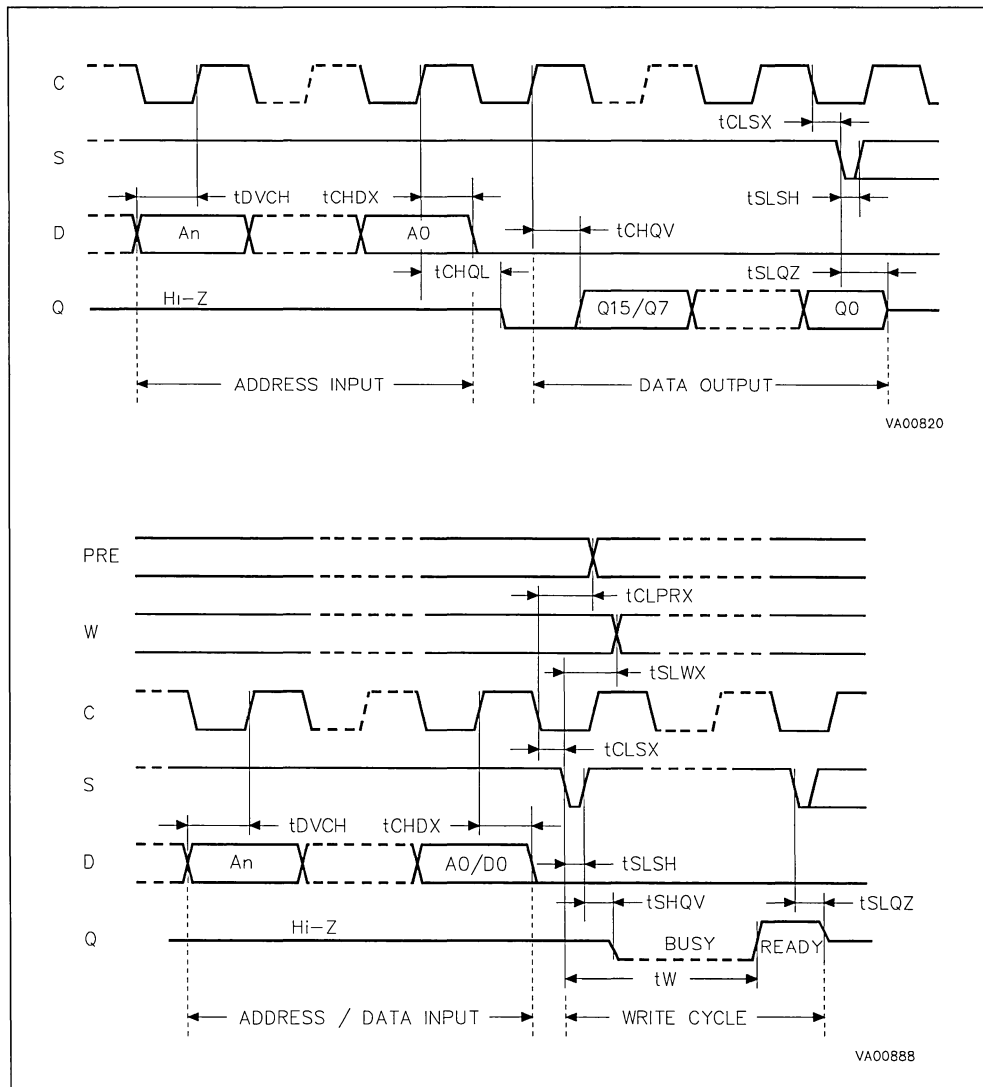 C
tCLSX
S
tSLSH
tDVCH
tCHDX
D
An
A0
tCHQV
tCHQL
tSLQZ
Q
Hi-Z
Q15/Q7
Q0
ADDRESS INPUT
DATA OUTPUT
VA00820
PRE
tCLPRX
W
tSLWX
C
tCLSX
S
tDVCH
tCHDX
D
An
A0/D0
tSLSH
tSHQV
tSLQZ
Q
Hi-Z
BUSY
READY
tW
ADDRESS / DATA INPUT
WRITE CYCLE
VA00888